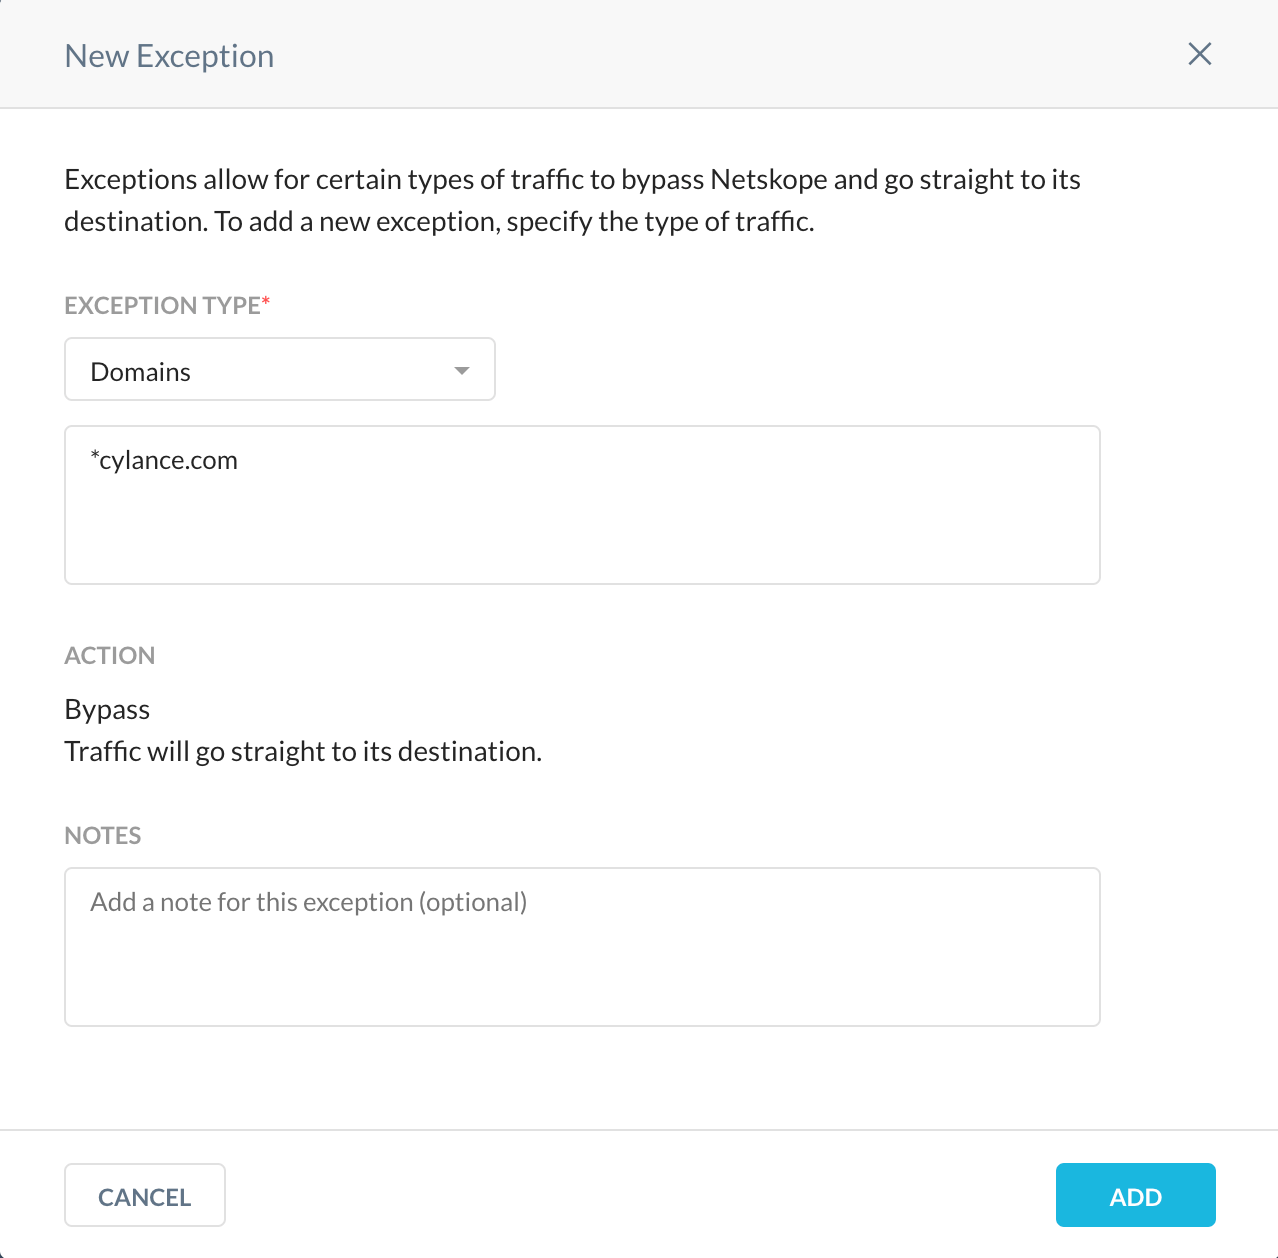 New Exception
Exceptions allow for certain types of traffic to bypass Netskope and go straight to its
destination. To add a new exception, specify the type of traffic.
EXCEPTION TYPE*
Domains
*cylance.com
ACTION
Bypass
Traffic will go straight to its destination.
NOTES
Add a note for this exception (optional)
CANCEL
ADD